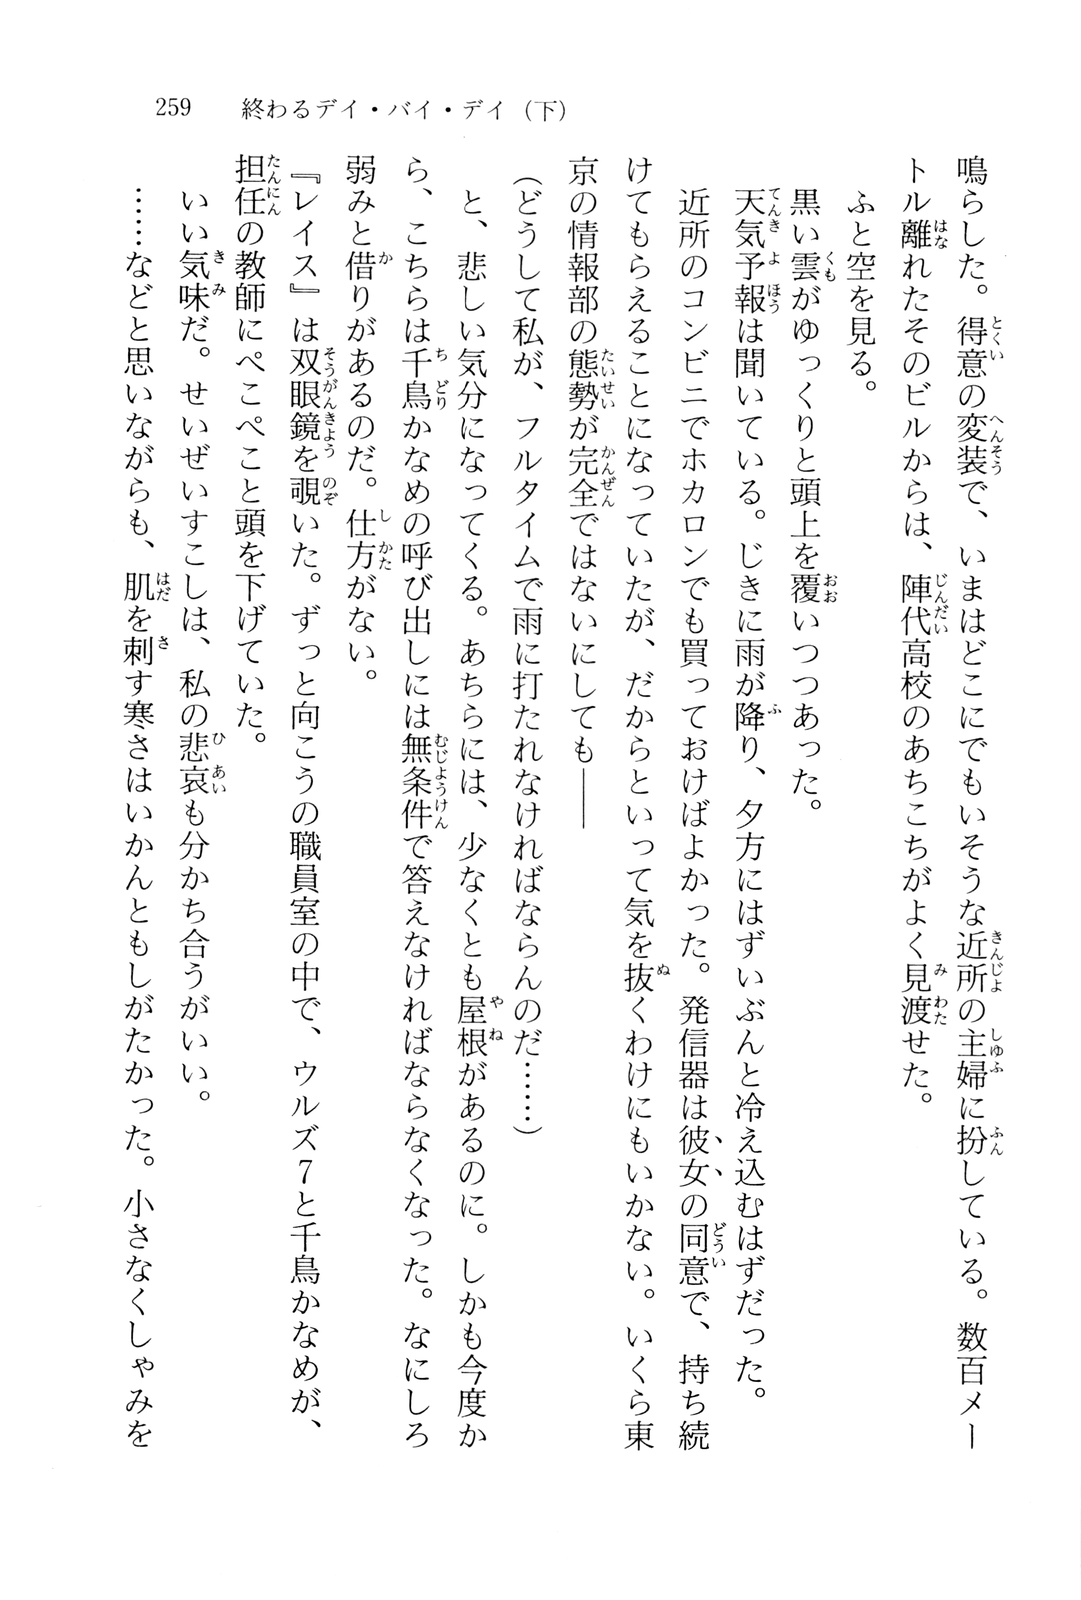 259　終わるデイ・バイ・デイ（下）
鳴らした。得意の変装で、いまはどこにでもいそうな近所の主婦に扮している。数百メー
トル離れたそのビルからは、陣代高校のあちこちがよく見渡せた。
　ふと空を見る。
　黒い雲がゆっくりと頭上を覆いつつあった。
　天気予報は聞いている。じきに雨が降り、夕方にはずいぶんと冷え込むはずだった。
　近所のコンビニでホカロンでも買っておけばよかった。発信器は彼女の同意で、持ち続
けてもらえることになっていたが、だからといって気を抜くわけにもいかない。いくら東
京の情報部の態勢が完全ではないにしても――
（どうして私が、フルタイムで雨に打たれなければならんのだ……）
　と、悲しい気分になってくる。あちらには、少なくとも屋根があるのに。しかも今度か
ら、こちらは千鳥かなめの呼び出しには無条件で答えなければならなくなった。なにしろ
弱みと借りがあるのだ。仕方がない。
『レイス』は双眼鏡を覗いた。ずっと向こうの職員室の中で、ウルズ７と千鳥かなめが、
担任の教師にぺこぺこと頭を下げていた。
　いい気味だ。せいぜいすこしは、私の悲哀も分かち合うがいい。
　……などと思いながらも、肌を刺す寒さはいかんともしがたかった。小さなくしゃみを